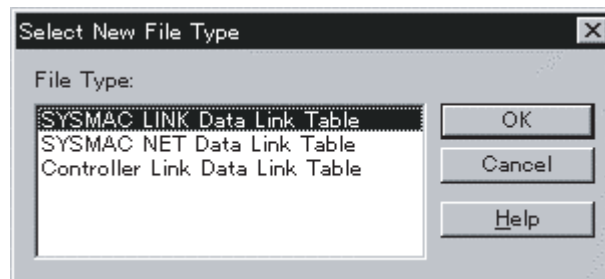 Select New File Type
File Type:
SYSMAC LINK Data Link Table
SYSMAC NET Data Link Table
Controller Link Data Link Table
OK
Cancel
Help